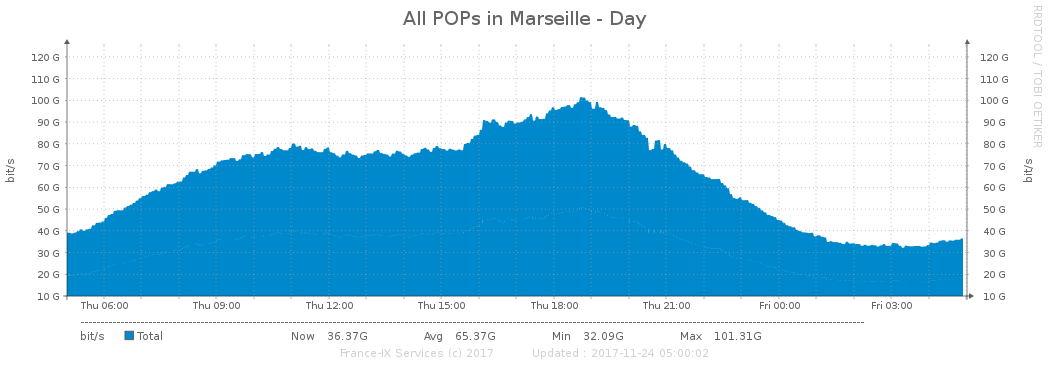 All POPs in Marseille - Day
RRDTOOL / TOBI OETIKER
bit/s
120 G 120 G
110 G 110 G
100 G 100 G
90 G 90 G
80 G 80 G
70 G 70 G
60 G 60 G
50 G 50 G
40 G 40 G
30 G 30 G
20 G 20 G
10 G 10 G
bit/s
Thu 06:00 Thu 09:00 Thu 12:00 Thu 15:00 Thu 18:00 Thu 21:00 Fri 00:00 Fri 03:00
bit/s Total Now 36.37G Avg 65.37G Min 32.09G Max 101.31G
France-IX Services (c) 2017 Updated : 2017-11-24 05:00:02